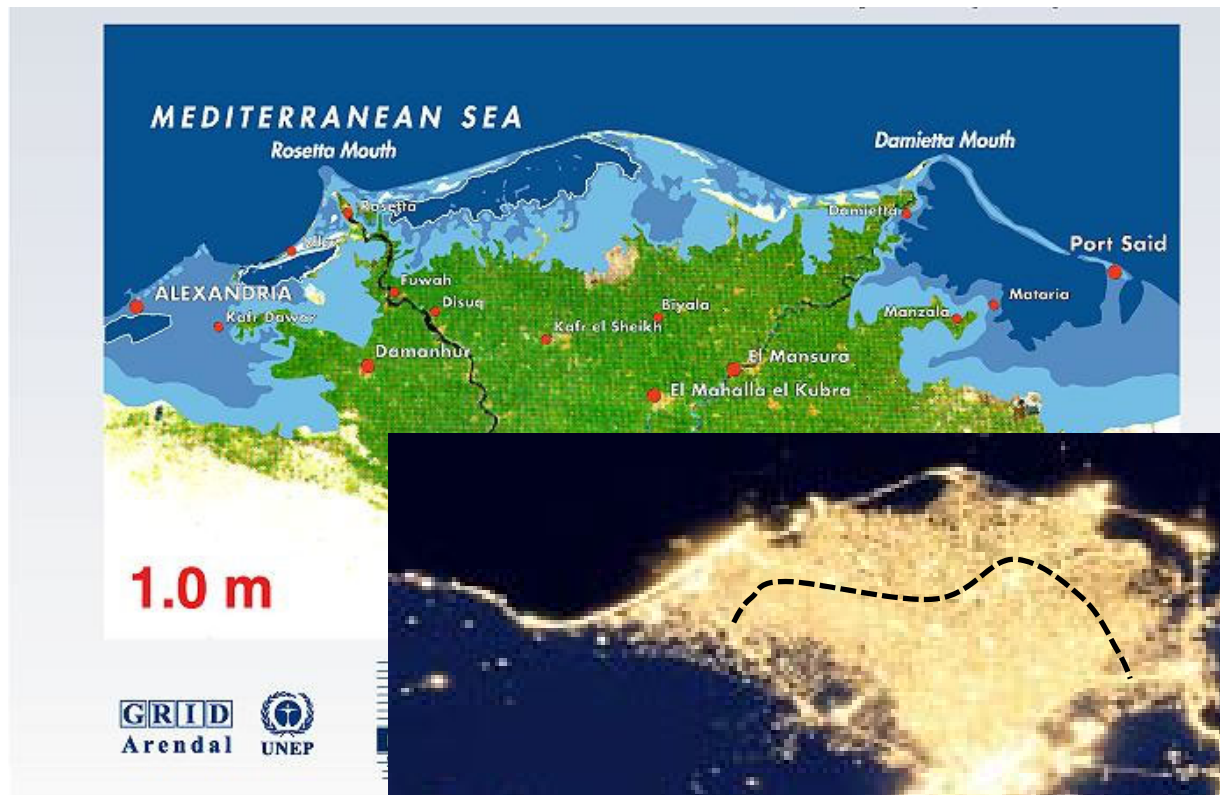 MEDITERRANEAN SEA
Rosetta Mouth
Damietta Mouth
Rosetta
Damietta
Port Said
ALEXANDRIA
Fuwah
Mataria
Kafr Dawar
Disuq
Biyala
Manzala
Kafr el Sheikh
Damanhur
El Mansura
El Mahalla el Kubra
1.0 m
GRID
Arendal
UNEP